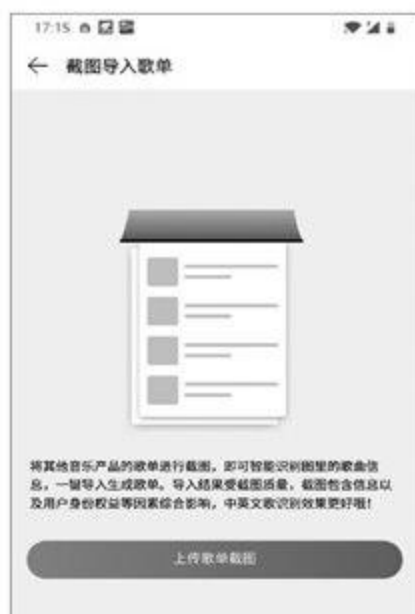 17:15
← 截图导入歌单
将其他音乐产品的歌单进行截图，即可智能识别图里的歌曲信
息，一键导入生成歌单。导入结果受截图质量，截图包含信息以
及用户身份权益等因素综合影响，中英文歌识别效果更好哦！
上传歌单截图